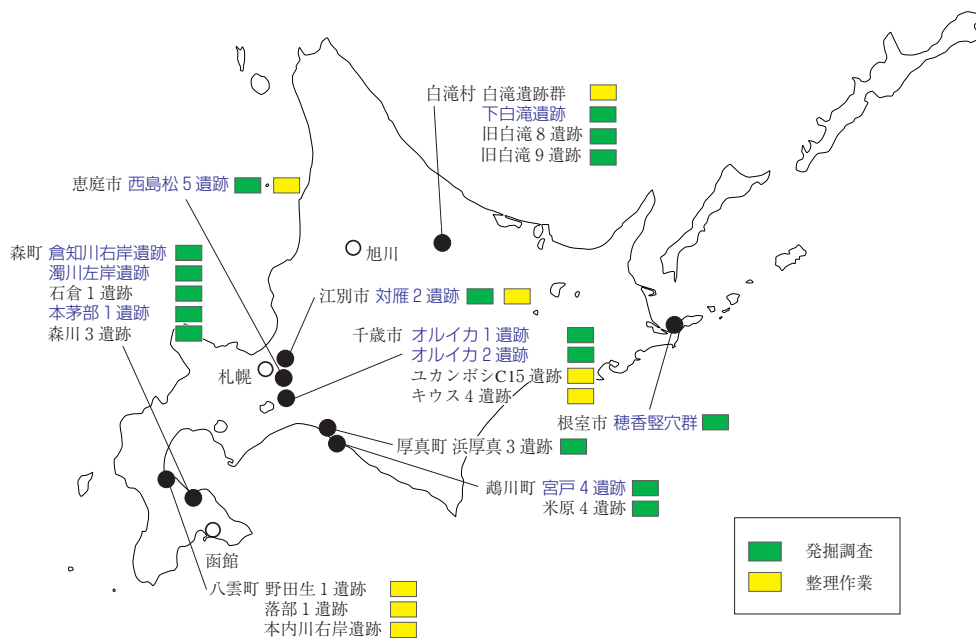 白滝村 白滝遺跡群
下白滝遺跡
旧白滝8遺跡
旧白滝9遺跡
恵庭市 西島松5遺跡
森町 倉知川右岸遺跡
濁川左岸遺跡
石倉1遺跡
本茅部1遺跡
森川3遺跡
旭川
江別市 対雁2遺跡
千歳市 オルイカ1遺跡
オルイカ2遺跡
ユカンボシC15遺跡
キウス4遺跡
札幌
根室市 穂香竪穴群
厚真町 浜厚真3遺跡
鵡川町 宮戸4遺跡
米原4遺跡
函館
八雲町 野田生1遺跡
落部1遺跡
本内川右岸遺跡
発掘調査
整理作業